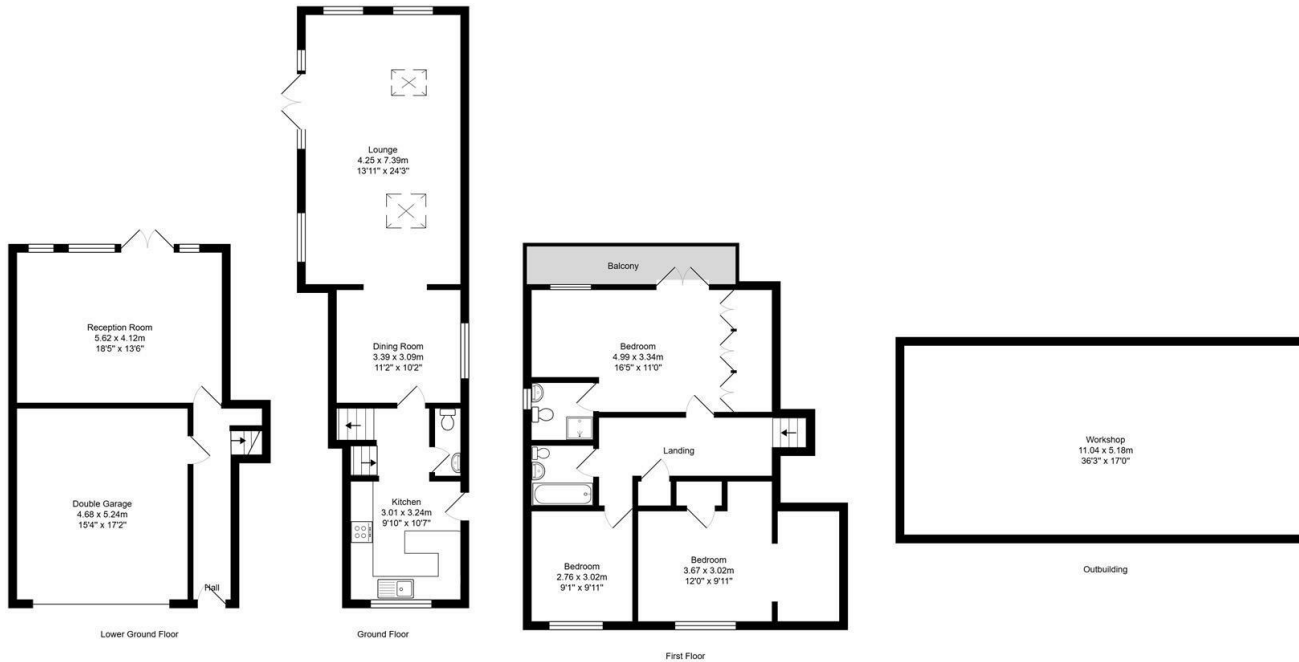 Reception Room
5.62 x 4.12m
18'5" x 13'6"
Double Garage
4.68 x 5.24m
15'4" x 17'2"
Hall
Lower Ground Floor
Lounge
4.25 x 7.39m
13'11" x 24'3"
Dining Room
3.39 x 3.09m
11'2" x 10'2"
Kitchen
3.01 x 3.24m
9'10" x 10'7"
Ground Floor
Balcony
Bedroom
4.99 x 3.34m
16'5" x 11'0"
Landing
Bedroom
2.76 x 3.02m
9'1" x 9'11"
Bedroom
3.67 x 3.02m
12'0" x 9'11"
First Floor
Workshop
11.04 x 5.18m
36'3" x 17'0"
Outbuilding